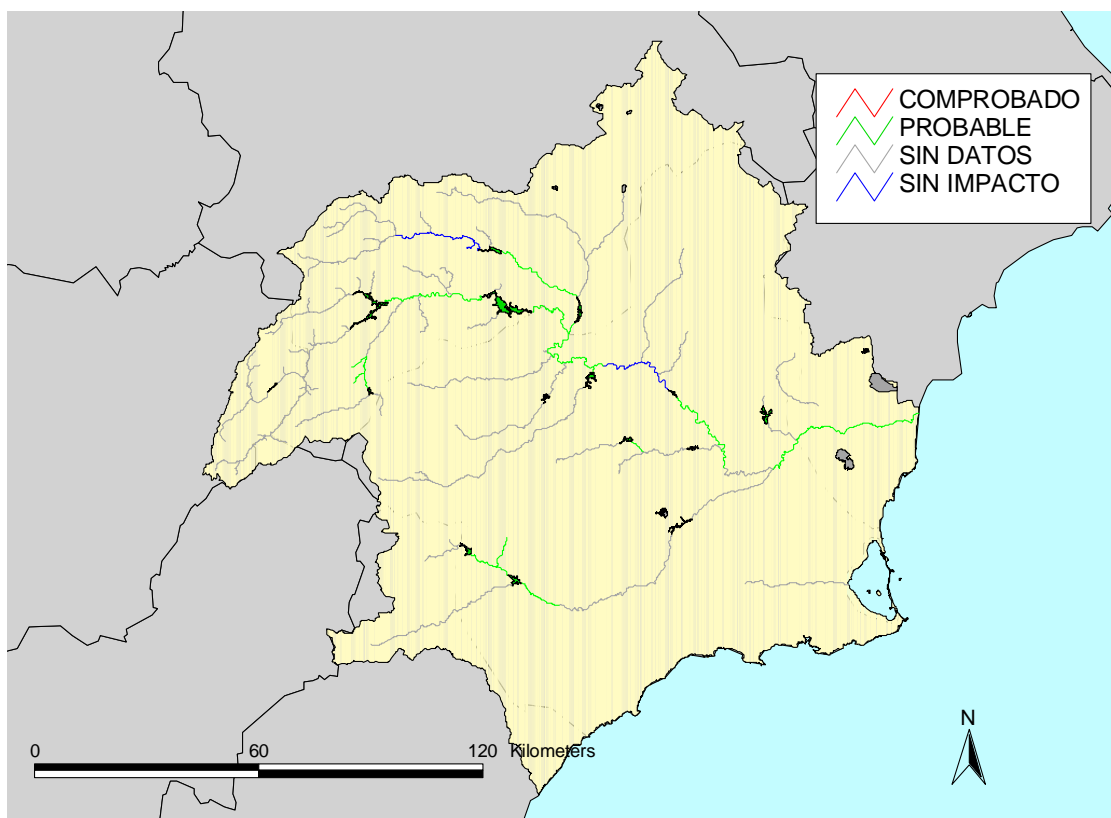 COMPROBADO
PROBABLE
SIN DATOS
SIN IMPACTO
N
0 60 120 Kilometers